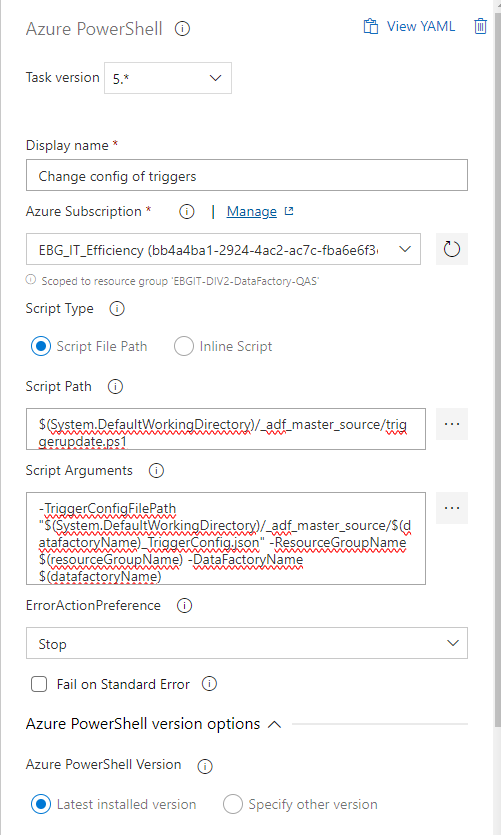 Azure PowerShell View YAML
Task version 5.*
Display name *
Change config of triggers
Azure Subscription * | Manage
EBG_IT_Efficiency (bb4a4ba1-2924-4ac2-ac7c-fba6e6f3
Scoped to resource group 'EBGIT-DIV2-DataFactory-QAS'
Script Type
Script File Path Inline Script
Script Path
$(System.DefaultWorkingDirectory)/_adf_master_source/trig
gerupdate.ps1
Script Arguments
-TriggerConfigFilePath
"$(System.DefaultWorkingDirectory)/_adf_master_source/$(d
atafactoryName)_TriggerConfig.json" -ResourceGroupName
$(resourceGroupName) -DataFactoryName
$(datafactoryName)
ErrorActionPreference
Stop
Fail on Standard Error
Azure PowerShell version options
Azure PowerShell Version
Latest installed version Specify other version